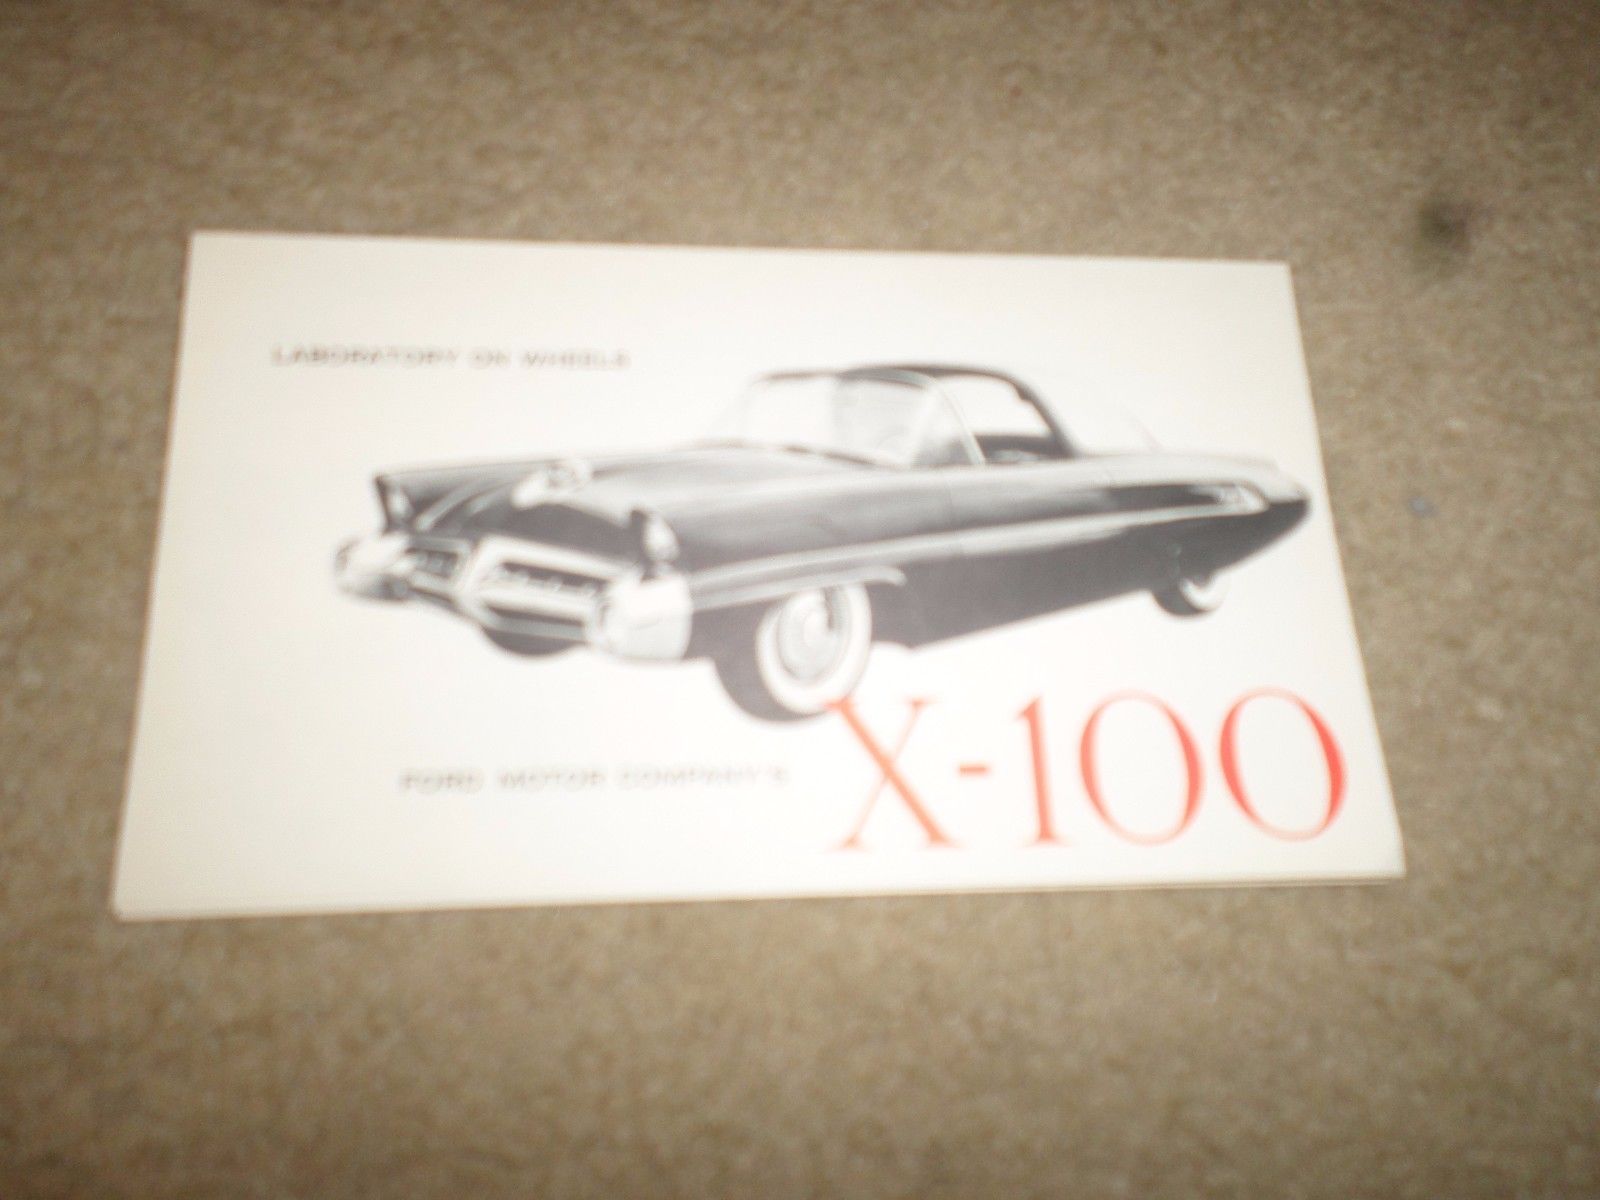 LABORATORY ON WHEELS
FORD MOTOR COMPANY'S
X-100